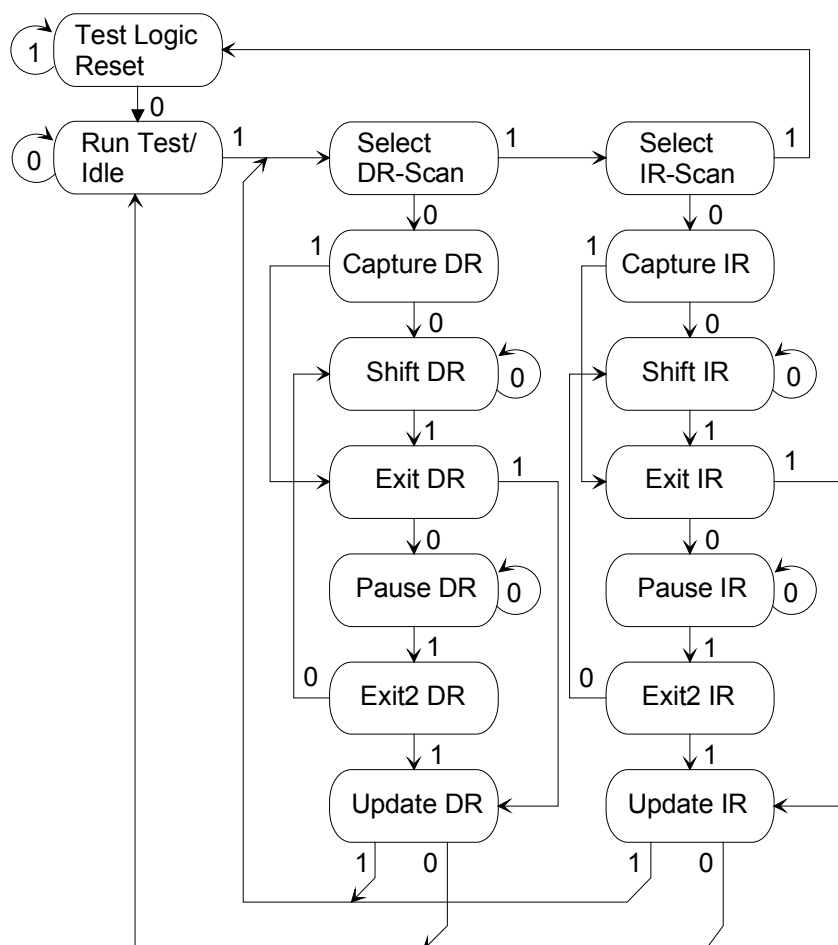 Test Logic
Reset
1
0
Run Test/
Idle
0
1
Select
DR-Scan
1
Select
IR-Scan
1
0
0
1
Capture DR
1
Capture IR
0
0
Shift DR
0
Shift IR
0
1
1
Exit DR
1
Exit IR
1
0
0
Pause DR
0
Pause IR
0
1
1
0
Exit2 DR
0
Exit2 IR
1
1
Update DR
Update IR
1
0
1
0